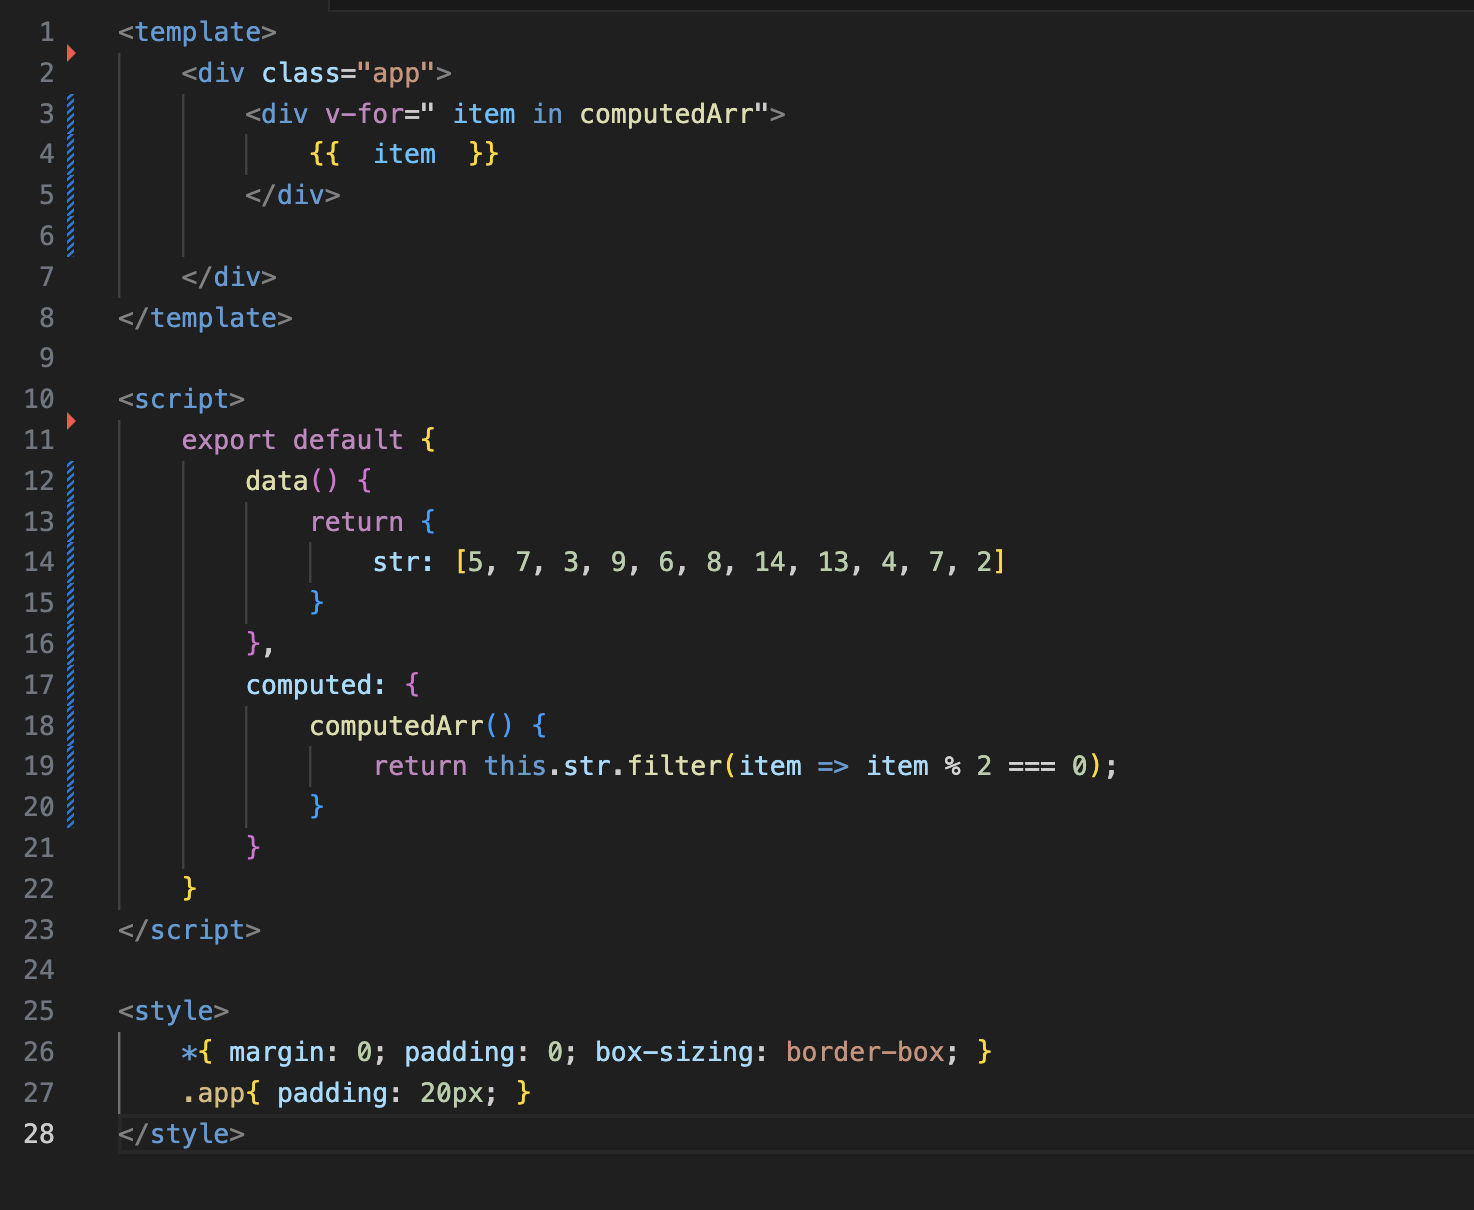 1 <template>
2 <div class="app">
3 <div v-for=" item in computedArr">
4 {{  item  }}
5 </div>
6
7 </div>
8 </template>
9
10 <script>
11 export default {
12 data() {
13 return {
14 str: [5, 7, 3, 9, 6, 8, 14, 13, 4, 7, 2]
15 }
16 },
17 computed: {
18 computedArr() {
19 return this.str.filter(item => item % 2 === 0);
20 }
21 }
22 }
23 </script>
24
25 <style>
26 *{ margin: 0; padding: 0; box-sizing: border-box; }
27 .app{ padding: 20px; }
28 </style>